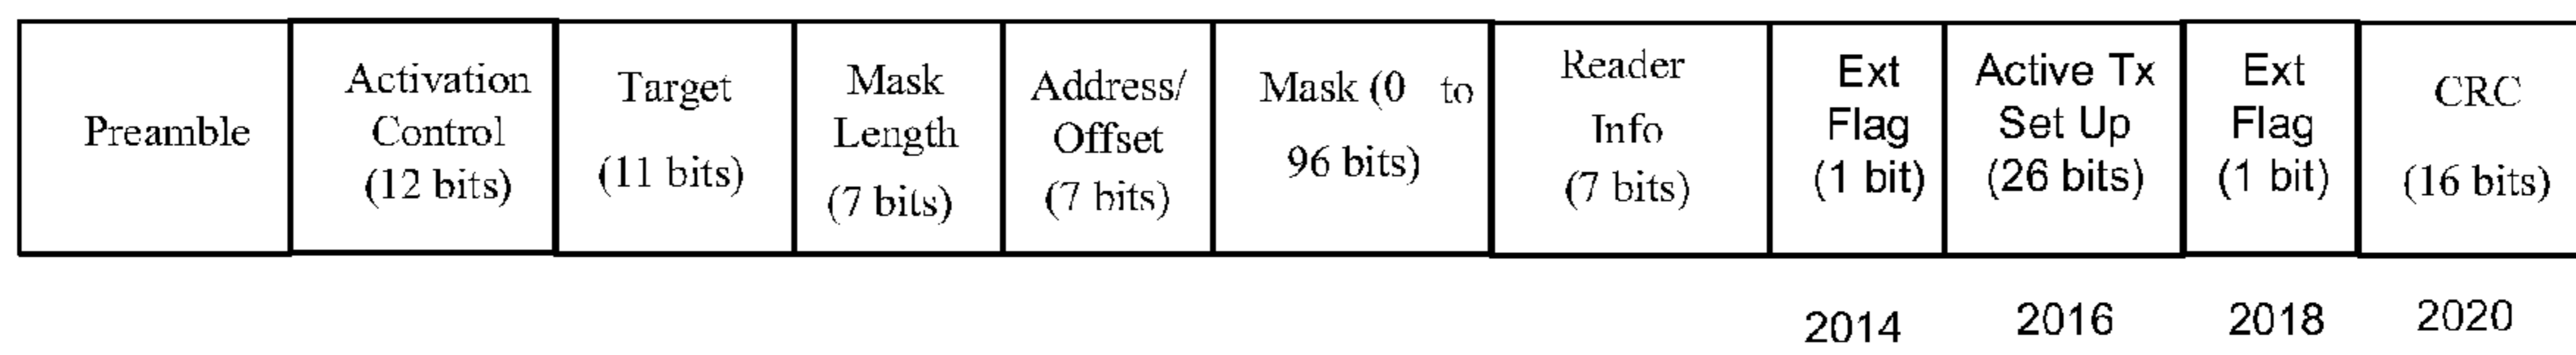 Preamble
Activation
Control
(12 bits)
Target
(11 bits)
Mask
Length
(7 bits)
Address/
Offset
(7 bits)
Mask (0 to
96 bits)
Reader
Info
(7 bits)
Ext
Flag
(1 bit)
Active Tx
Set Up
(26 bits)
Ext
Flag
(1 bit)
CRC
(16 bits)
2014
2016
2018
2020